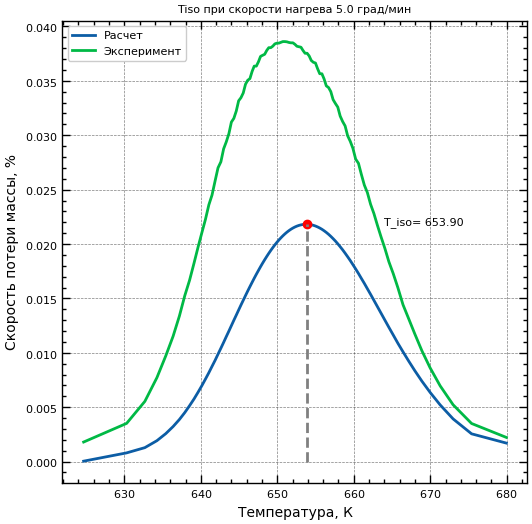 Tiso при скорости нагрева 5.0 град/мин
Расчет
Эксперимент
Скорость потери массы, %
0.040
0.035
0.030
0.025
0.020
0.015
0.010
0.005
0.000
T_iso= 653.90
630 640 650 660 670 680
Температура, К